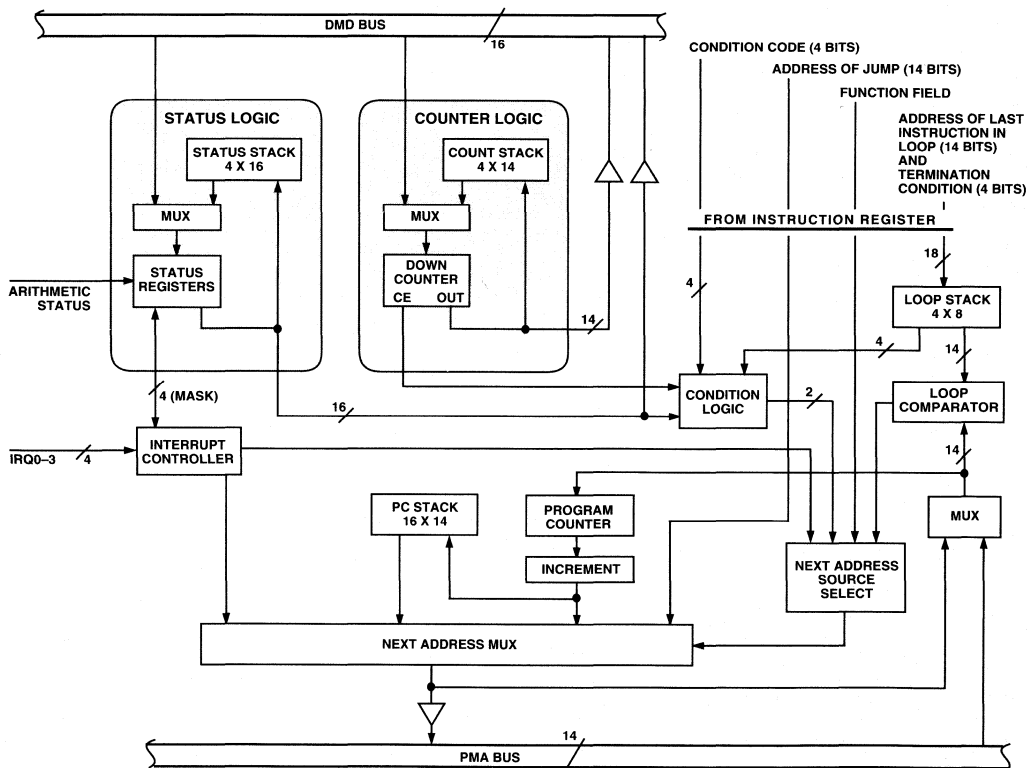 DMD BUS
16
CONDITION CODE (4 BITS)
ADDRESS OF JUMP (14 BITS)
FUNCTION FIELD
ADDRESS OF LAST
INSTRUCTION IN
LOOP (14 BITS)
AND
TERMINATION
CONDITION (4 BITS)
STATUS LOGIC
STATUS STACK
4 X 16
MUX
STATUS
REGISTERS
COUNTER LOGIC
COUNT STACK
4 X 14
MUX
DOWN
COUNTER
CE OUT
14
FROM INSTRUCTION REGISTER
ARITHMETIC
STATUS
4
18
LOOP STACK
4 X 8
4
14
4 (MASK)
16
CONDITION
LOGIC
2
LOOP
COMPARATOR
14
IRQ0–3
4
INTERRUPT
CONTROLLER
PC STACK
16 X 14
PROGRAM
COUNTER
MUX
INCREMENT
NEXT ADDRESS
SOURCE
SELECT
NEXT ADDRESS MUX
14
PMA BUS